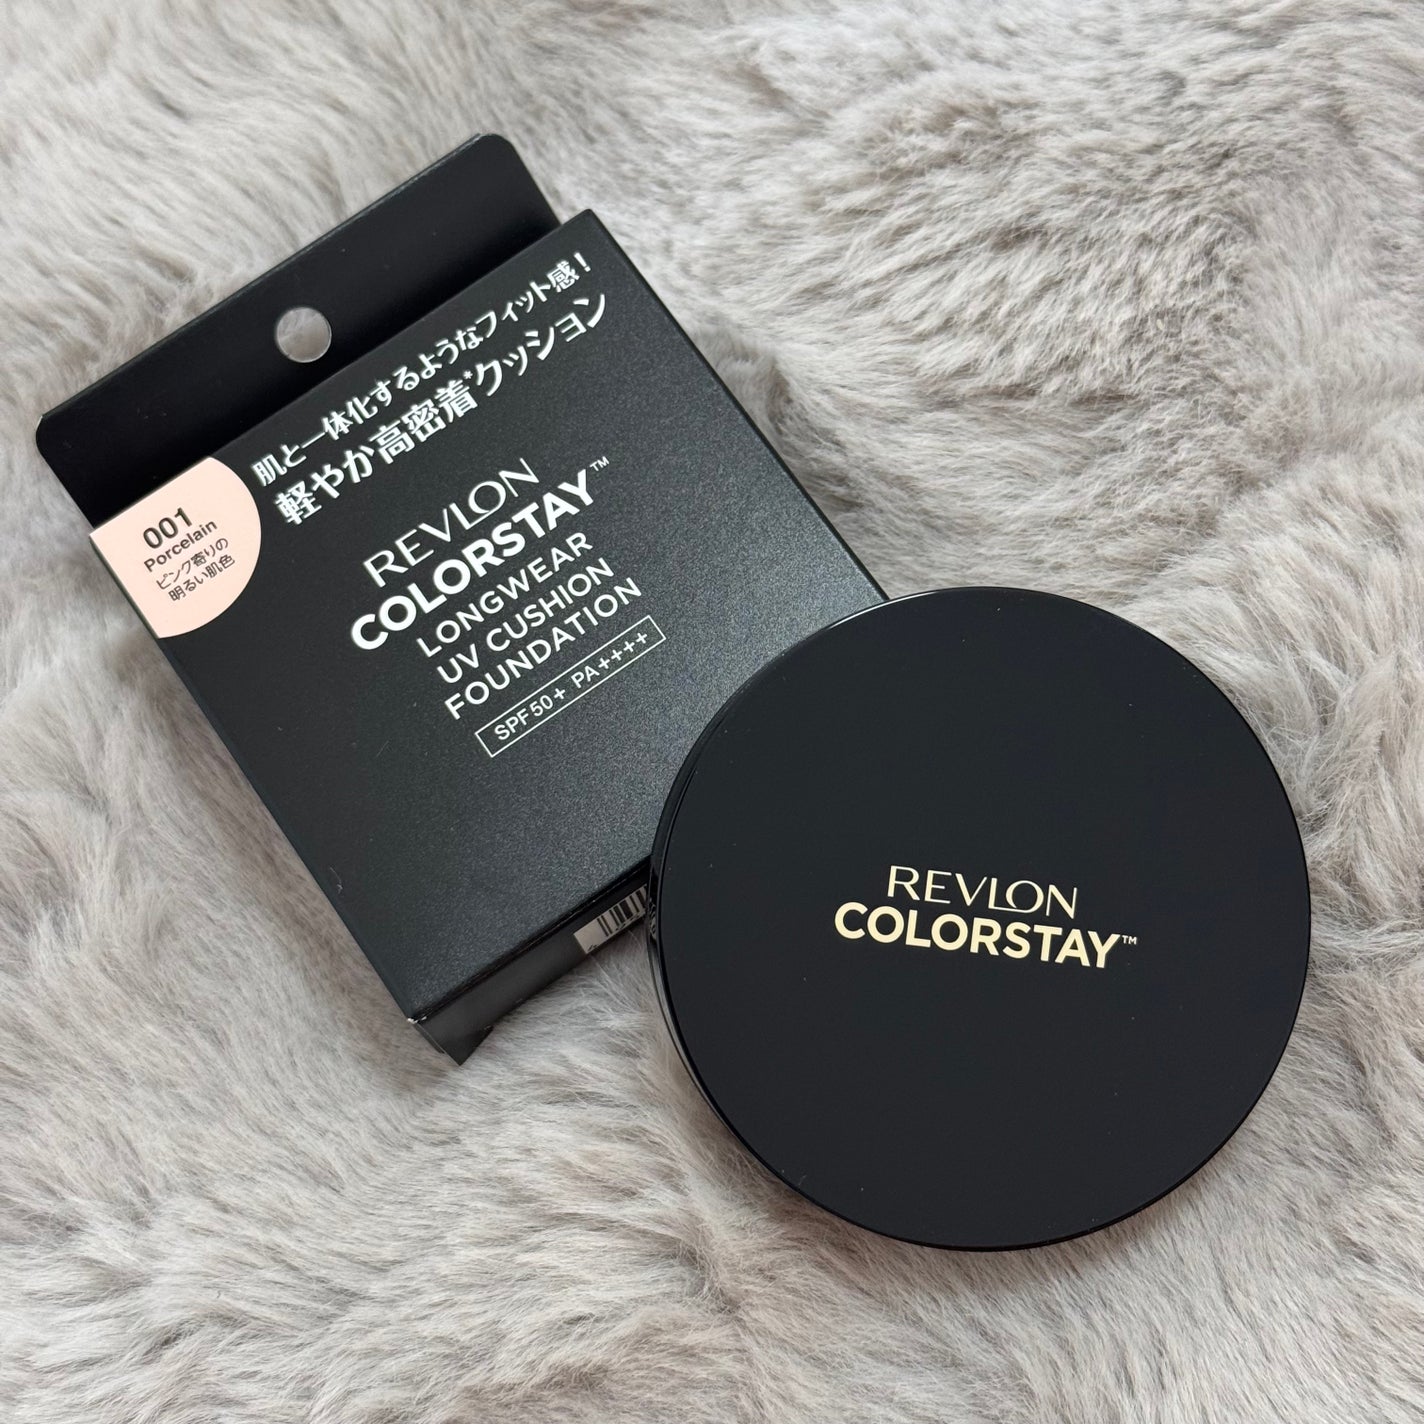 肌と一体化するようなフィット感!
軽やか高密着*クッション
001
Porcelain
ピンク寄りの
明るい肌色
REVLON
COLORSTAY™
LONGWEAR
UV CUSHION
FOUNDATION
SPF50+ PA++++
REVLON
COLORSTAY™